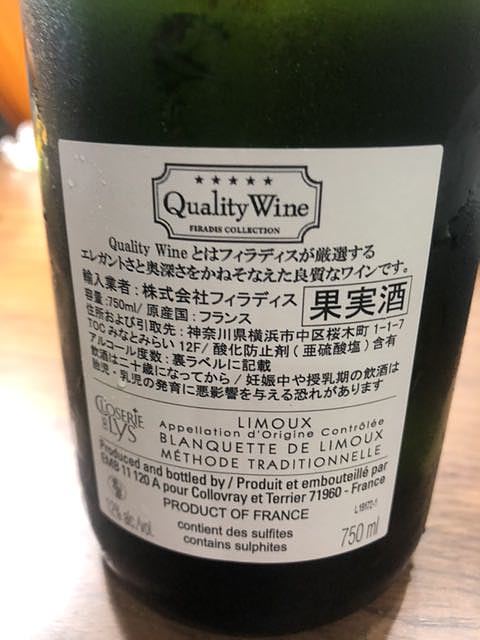 ★★★★★
Quality Wine
FIRADIS COLLECTION
Quality Wine とはフィラディスが厳選する
エレガントさと奥深さをかねそなえた良質なワインです。
輸入業者：株式会社フィラディス
果実酒
容量：750ml/ 原産国：フランス
住所および引取先：神奈川県横浜市中区桜木町 1-1-7
TOC みなとみらい 12F/ 酸化防止剤 ( 亜硫酸塩 ) 含有
アルコール度数：裏ラベルに記載
飲酒は二十歳になってから / 妊娠中や授乳期の飲酒は
胎児・乳児の発育に悪影響を与える恐れがあります
CLOSERIE
DES LYS
LIMOUX
Appellation d'Origine Contrôlée
BLANQUETTE DE LIMOUX
MÉTHODE TRADITIONNELLE
Produced and bottled by / Produit et embouteillé par
EMB 11 120 A pour Collovray et Terrier 71960 - France
PRODUCT OF FRANCE
L19172-1
12% alc./vol.
contient des sulfites
contains sulphites
750 ml